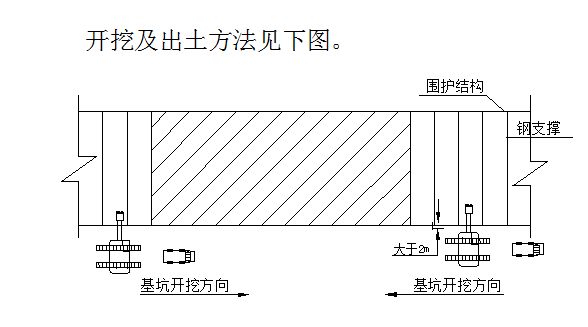 开挖及出土方法见下图。
围护结构
钢支撑
大于2m
基坑开挖方向
基坑开挖方向